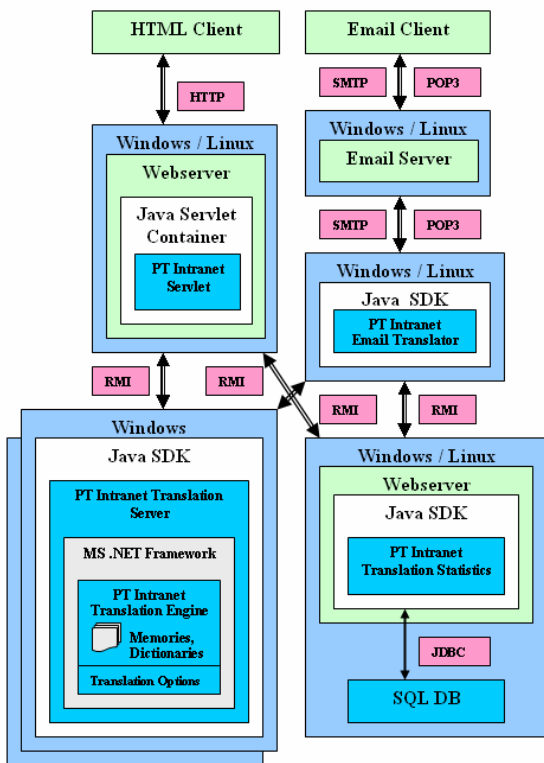 HTML Client
Email Client
HTTP
SMTP
POP3
Windows / Linux
Webserver
Java Servlet
Container
PT Intranet
Servlet
Windows / Linux
Email Server
SMTP
POP3
Windows / Linux
Java SDK
PT Intranet
Email Translator
RMI
RMI
RMI
RMI
Windows
Java SDK
PT Intranet Translation
Server
MS .NET Framework
PT Intranet
Translation Engine
Memories,
Dictionaries
Translation Options
Windows / Linux
Webserver
Java SDK
PT Intranet
Translation Statistics
JDBC
SQL DB